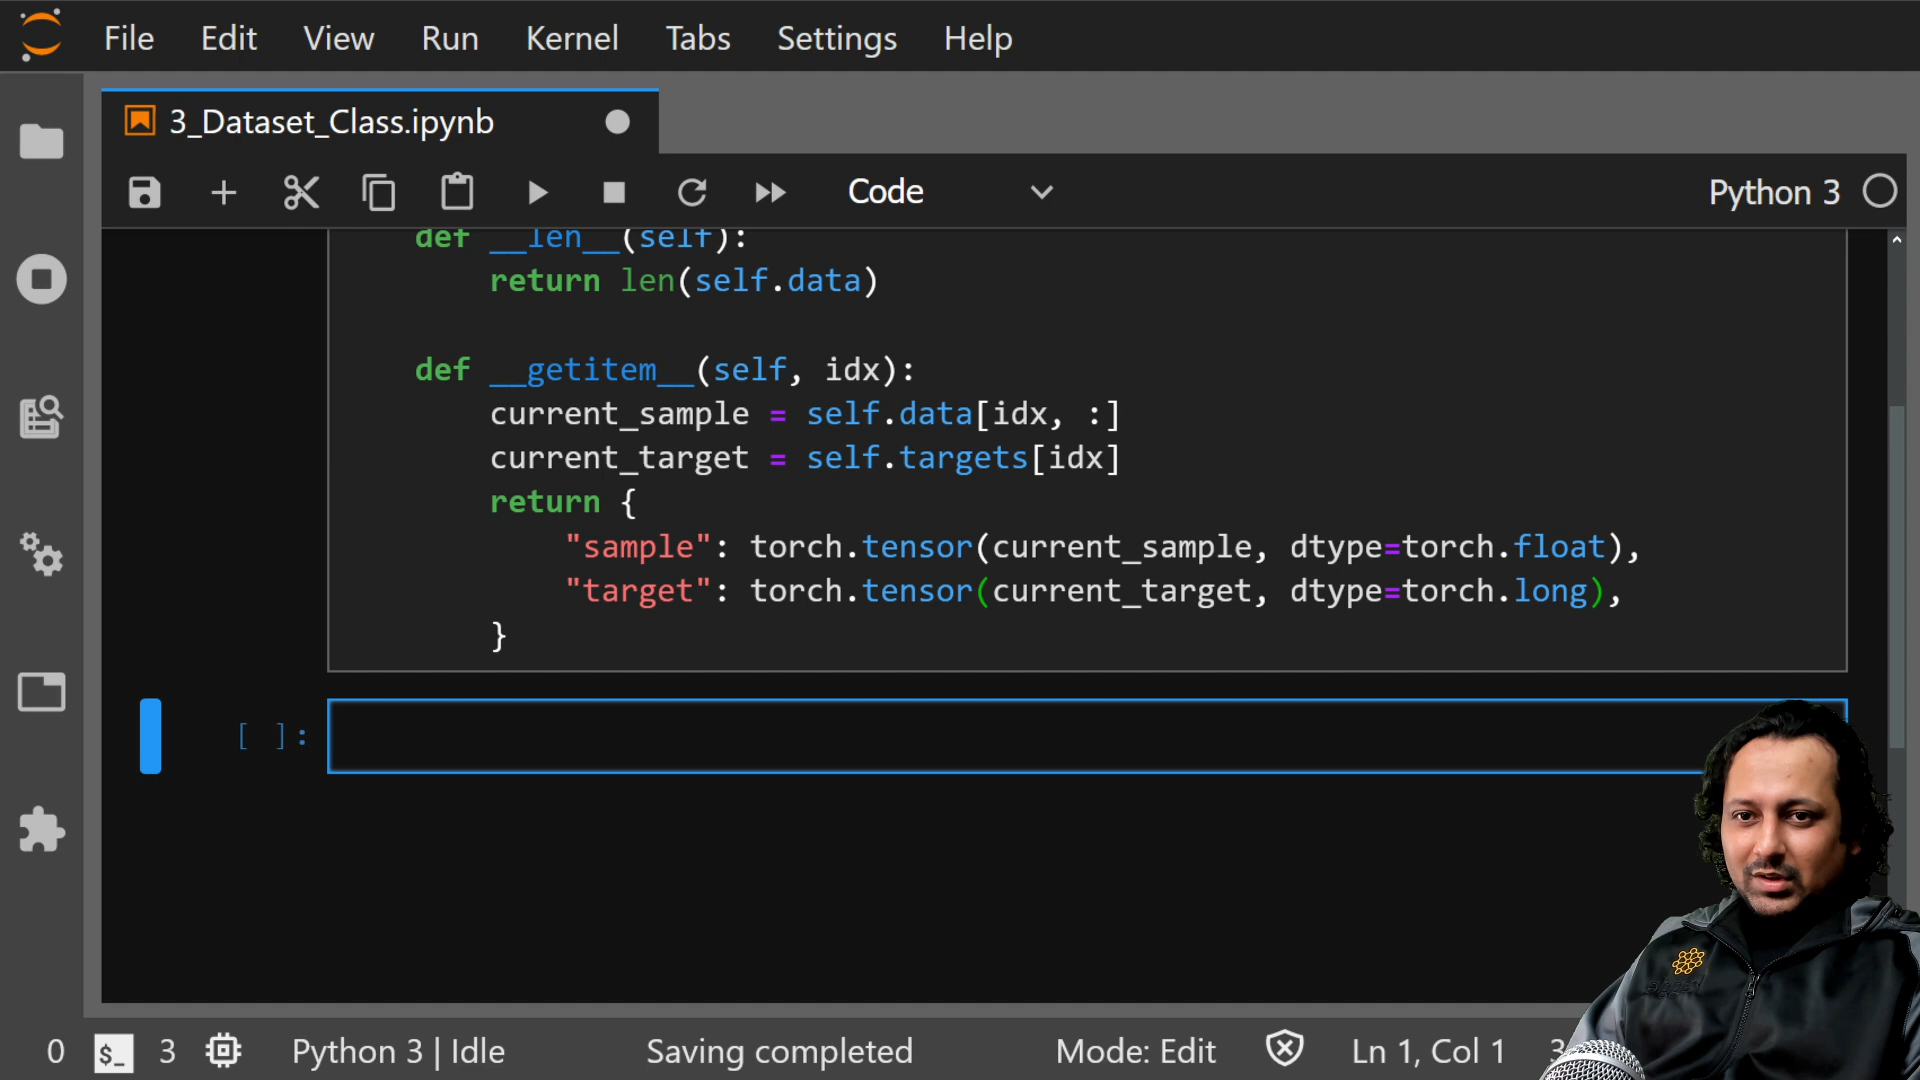 File Edit View Run Kernel Tabs Settings Help
3_Dataset_Class.ipynb
Code
Python 3
def __len__(self):
return len(self.data)
def __getitem__(self, idx):
current_sample = self.data[idx, :]
current_target = self.targets[idx]
return {
"sample": torch.tensor(current_sample, dtype=torch.float),
"target": torch.tensor(current_target, dtype=torch.long),
}
[ ]:
0 $_ 3 Python 3 | Idle Saving completed Mode: Edit Ln 1, Col 1